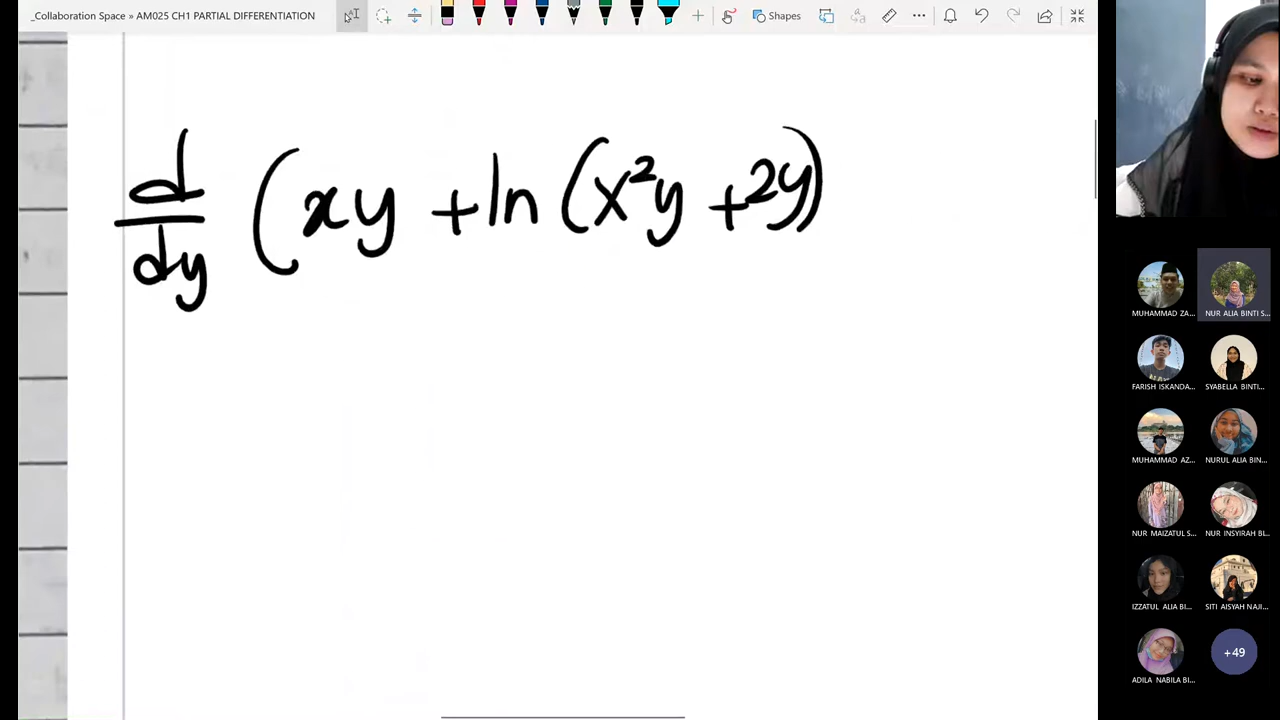 _Collaboration Space » AM025 CH1 PARTIAL DIFFERENTIATION
Shapes
d/dy (xy + ln (x²y + 2y))
MUHAMMAD ZA...
NUR ALIA BINTI S...
FARISH ISKANDA...
SYABELLA BINTI...
MUHAMMAD AZ...
NURUL ALIA BIN...
NUR MAIZATUL S...
NUR INSYIRAH BI...
IZZATUL ALIA BI...
SITI AISYAH NAJI...
ADILA NABILA BI...
+49